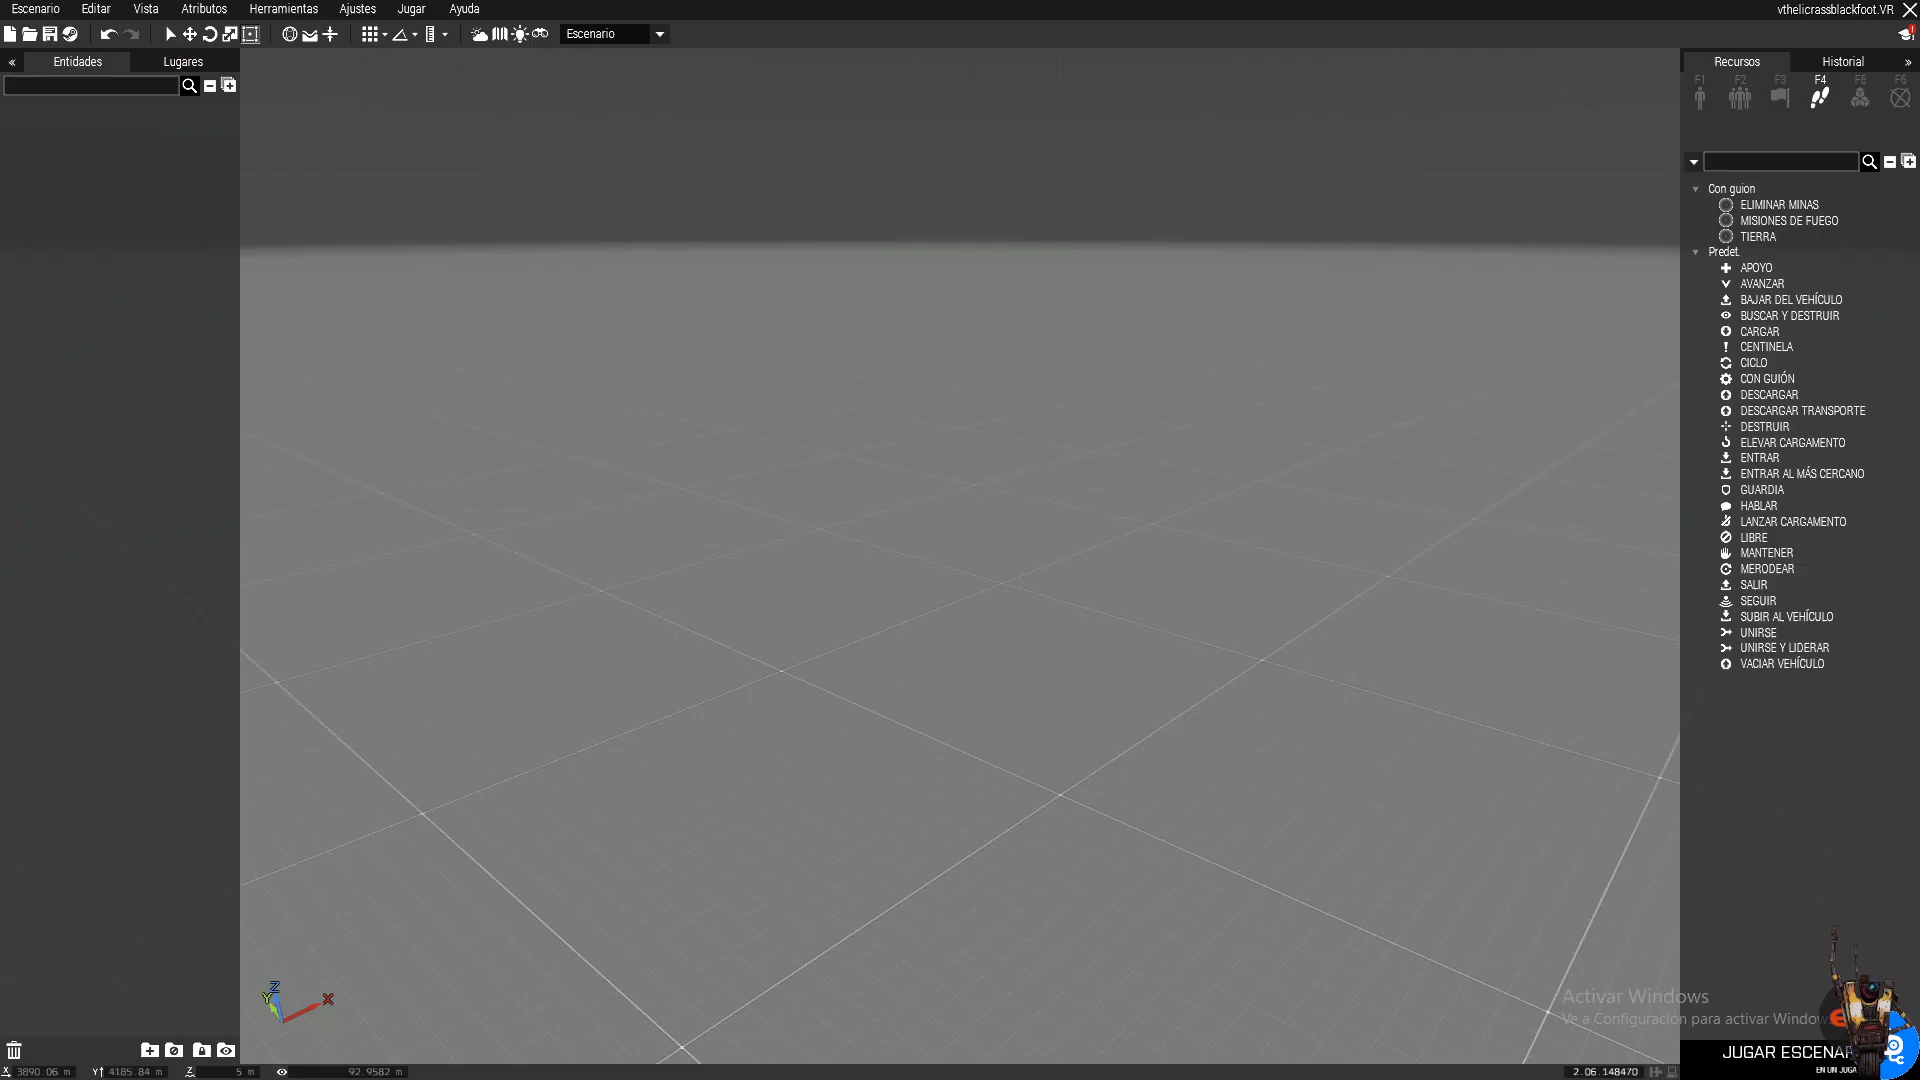 Escenario Editar Vista Atributos Herramientas Ajustes Jugar Ayuda vthelicrassblackfoot.VR
Escenario
Entidades Lugares
Recursos Historial
F1 F2 F3 F4 F5 F6
Con guion
ELIMINAR MINAS
MISIONES DE FUEGO
TIERRA
Predet.
APOYO
AVANZAR
BAJAR DEL VEHÍCULO
BUSCAR Y DESTRUIR
CARGAR
CENTINELA
CICLO
CON GUIÓN
DESCARGAR
DESCARGAR TRANSPORTE
DESTRUIR
ELEVAR CARGAMENTO
ENTRAR
ENTRAR AL MÁS CERCANO
GUARDIA
HABLAR
LANZAR CARGAMENTO
LIBRE
MANTENER
MERODEAR
SALIR
SEGUIR
SUBIR AL VEHÍCULO
UNIRSE
UNIRSE Y LIDERAR
VACIAR VEHÍCULO
Z
Y X
Activar Windows
Ve a Configuración para activar Window
JUGAR ESCENAR
EN UN JUGA
X 3890.06 m Y 4185.84 m Z 5 m 92.9582 m 2.06.148470